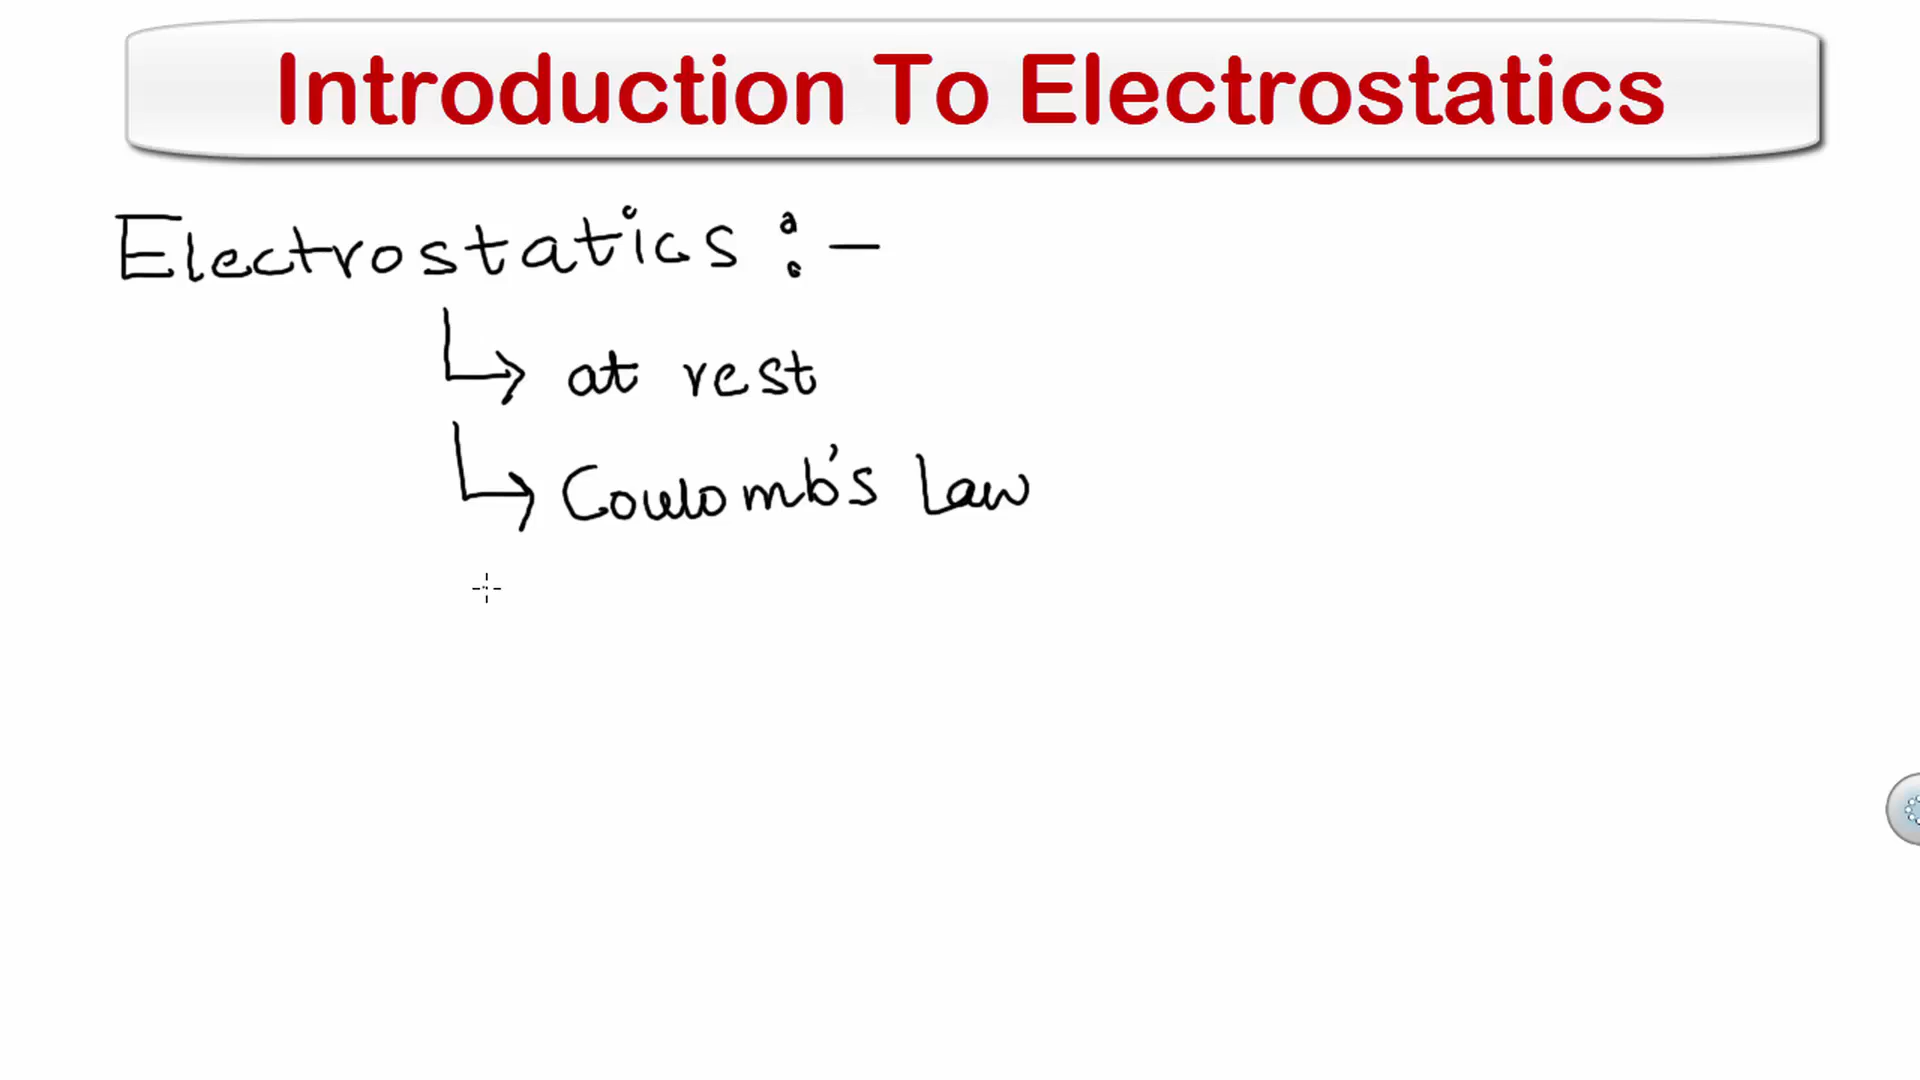 Introduction To Electrostatics
Electrostatics :-
at rest
Coulomb's Law